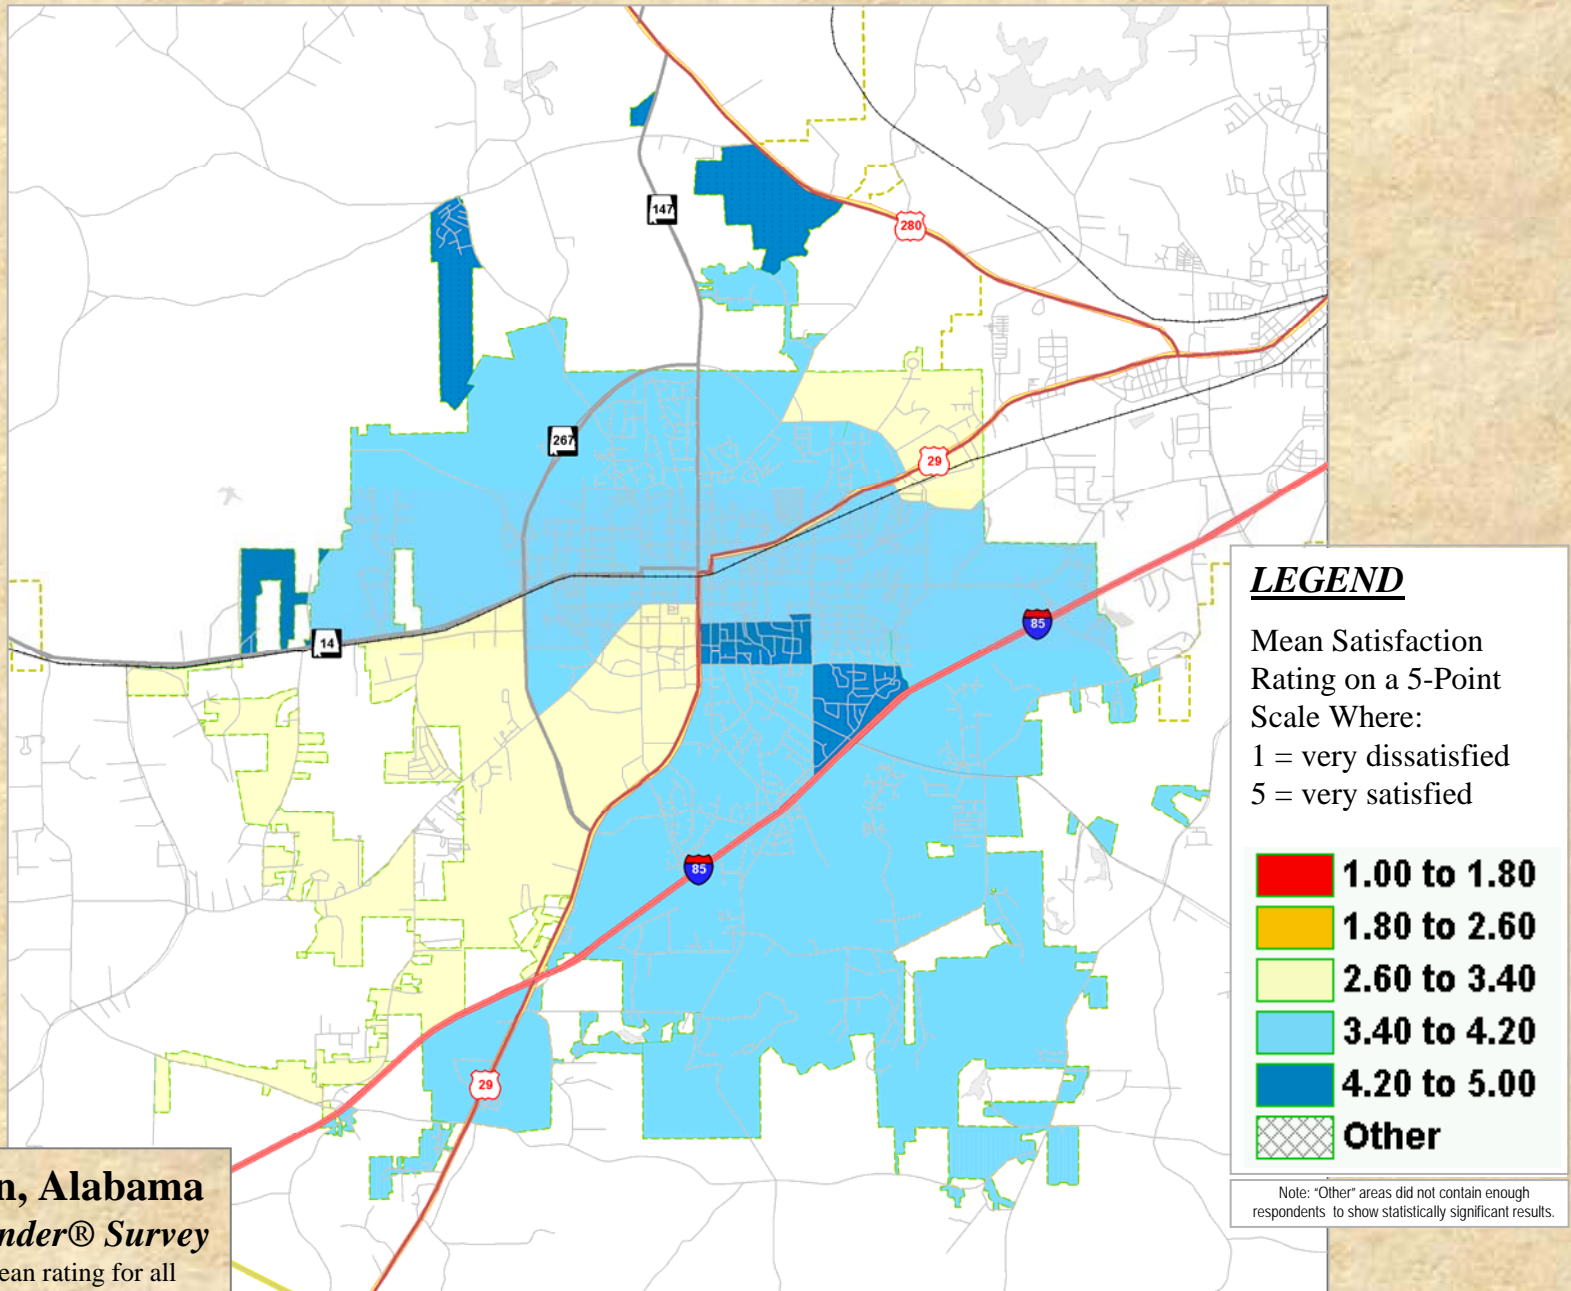 147
280
267
29
14
85
85
29
LEGEND
Mean Satisfaction
Rating on a 5-Point
Scale Where:
1 = very dissatisfied
5 = very satisfied
1.00 to 1.80
1.80 to 2.60
2.60 to 3.40
3.40 to 4.20
4.20 to 5.00
Other
Note: "Other" areas did not contain enough
respondents to show statistically significant results.
n, Alabama
nder® Survey
ean rating for all